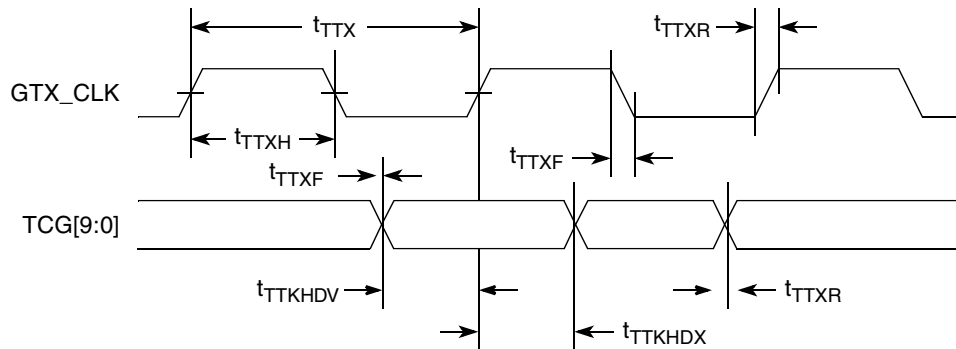 tTTX
tTTXR
GTX_CLK
tTTXH
tTTXF
tTTXF
TCG[9:0]
tTTKHDV
tTTXR
tTTKHDX